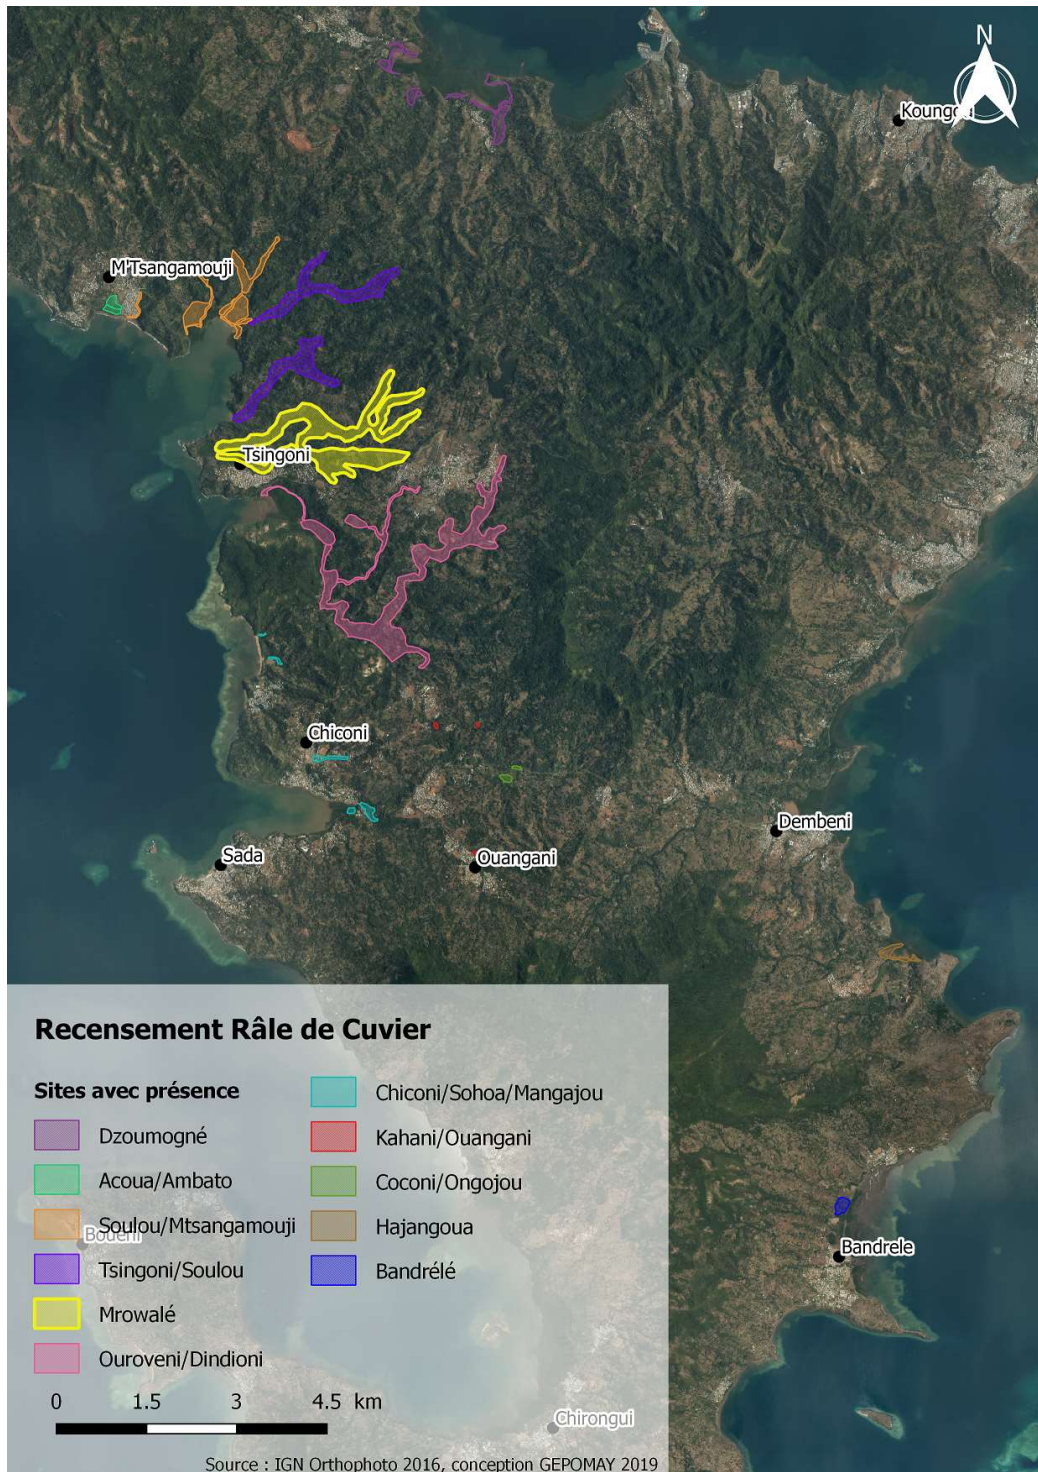 N
Koungou
M'Tsangamouji
Tsingoni
Chiconi
Dembeni
Sada
Ouangani
Recensement Râle de Cuvier
Sites avec présence
Dzoumogné
Acoua/Ambato
Soulou/Mtsangamouji
Boueni
Tsingoni/Soulou
Mrowalé
Ouroveni/Dindioni
Chiconi/Sohoa/Mangajou
Kahani/Ouangani
Coconi/Ongojou
Hajangoua
Bandrélé
Bandrele
0 1.5 3 4.5 km
Chirongui
Source : IGN Orthophoto 2016, conception GEPOMAY 2019